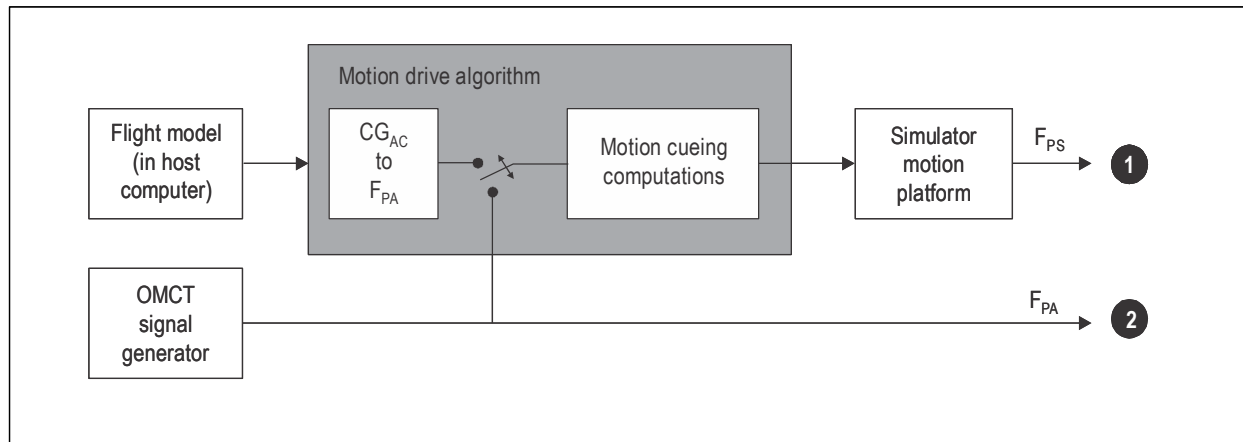 Motion drive algorithm
Flight model
(in host
computer)
CG_AC
to
F_PA
Motion cueing
computations
Simulator
motion
platform
F_PS
1
OMCT
signal
generator
F_PA
2